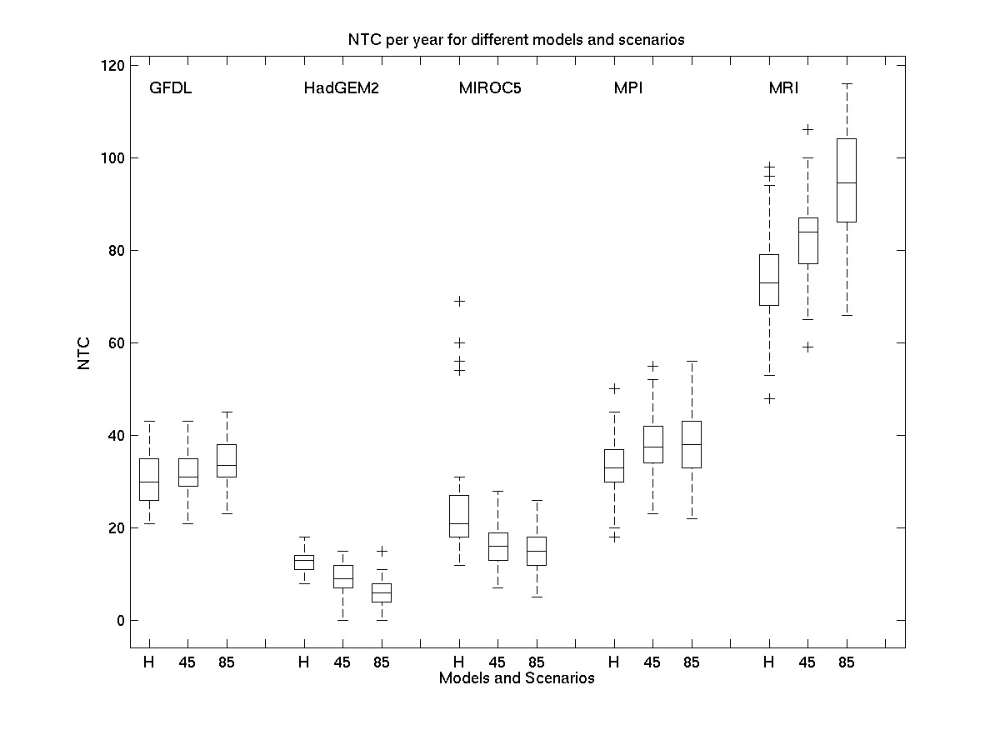 NTC per year for different models and scenarios
120
GFDL HadGEM2 MIROC5 MPI MRI
100
80
60
NTC
40
20
0
H 45 85 H 45 85 H 45 85 H 45 85 H 45 85
Models and Scenarios